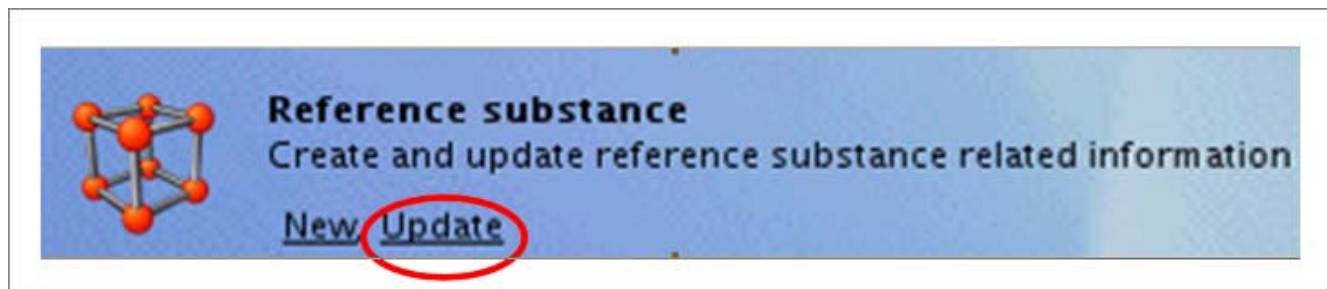 Reference substance
Create and update reference substance related information
New, Update